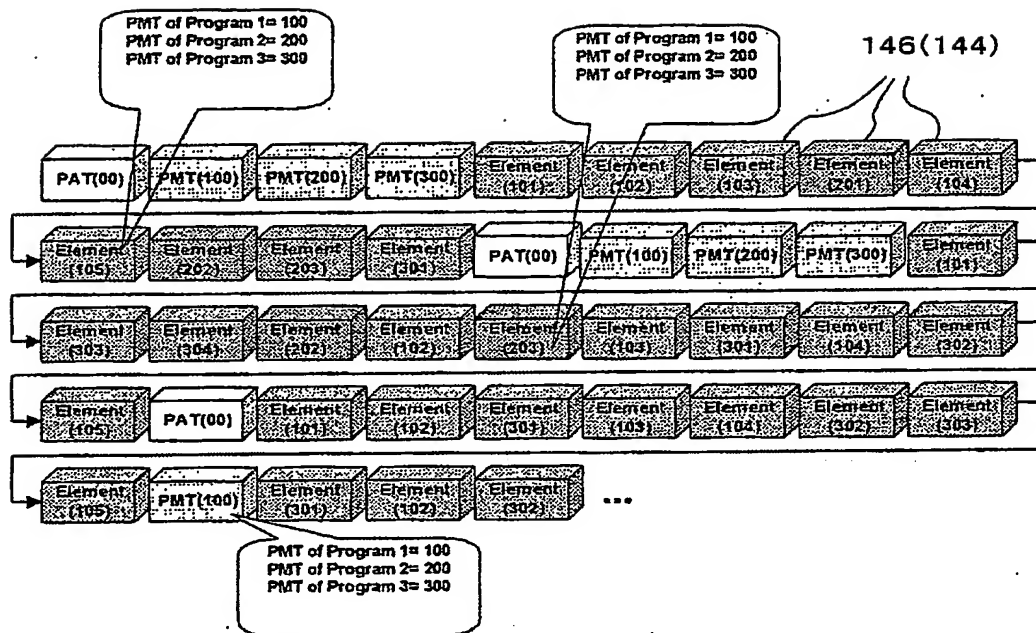 PMT of Program 1= 100
PMT of Program 2= 200
PMT of Program 3= 300
PMT of Program 1= 100
PMT of Program 2= 200
PMT of Program 3= 300
146(144)
PAT(00) PMT(100) PMT(200) PMT(300) Element (101) Element (102) Element (103) Element (201) Element (104)
Element (105) Element (202) Element (203) Element (301) PAT(00) PMT(100) PMT(200) PMT(300) Element (101)
Element (303) Element (304) Element (202) Element (102) Element (203) Element (103) Element (301) Element (104) Element (302)
Element (105) PAT(00) Element (101) Element (102) Element (301) Element (103) Element (104) Element (302) Element (303)
Element (105) PMT(100) Element (301) Element (102) Element (302) ...
PMT of Program 1= 100
PMT of Program 2= 200
PMT of Program 3= 300